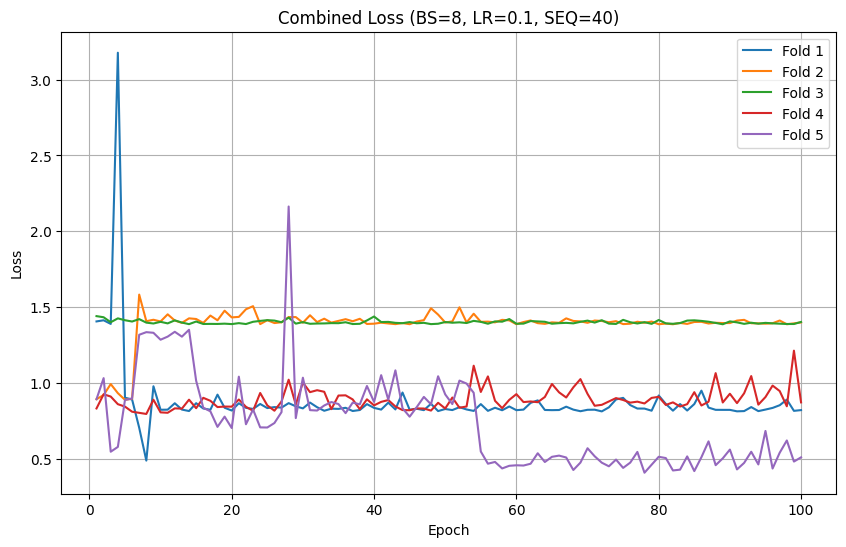 Combined Loss (BS=8, LR=0.1, SEQ=40)
Fold 1
Fold 2
Fold 3
Fold 4
Fold 5
3.0
2.5
2.0
1.5
1.0
0.5
Loss
0
20
40
60
80
100
Epoch